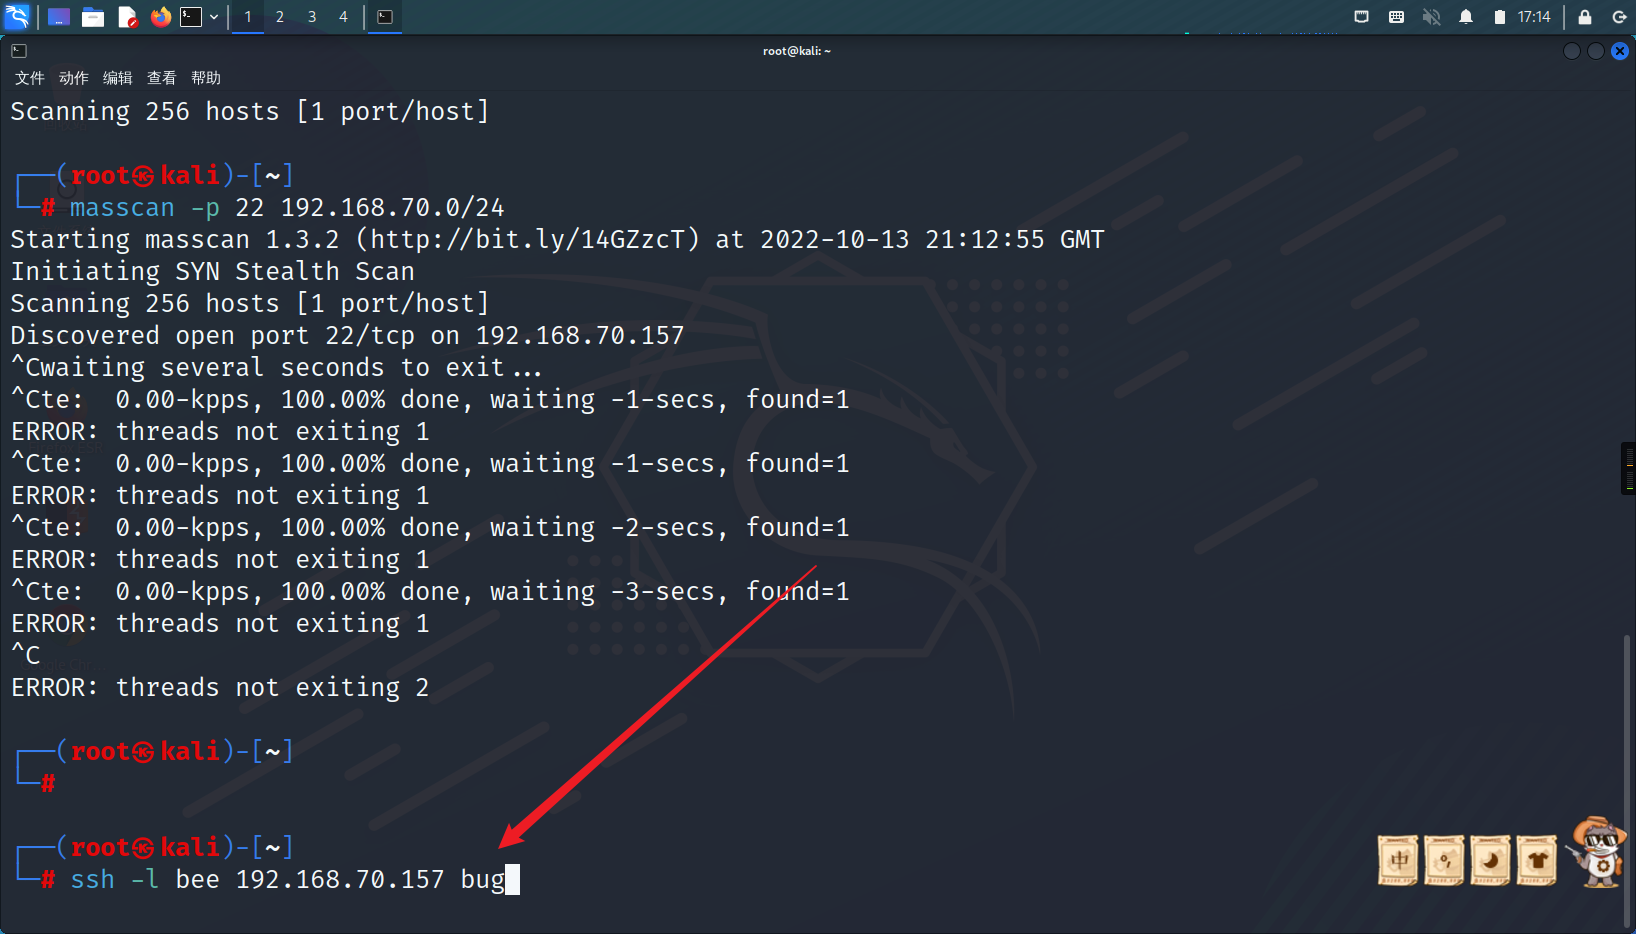 1 2 3 4 17:14
root@kali: ~
文件 动作 编辑 查看 帮助
Scanning 256 hosts [1 port/host]
┌──(root㉿kali)-[~]
└─# masscan -p 22 192.168.70.0/24
Starting masscan 1.3.2 (http://bit.ly/14GZzcT) at 2022-10-13 21:12:55 GMT
Initiating SYN Stealth Scan
Scanning 256 hosts [1 port/host]
Discovered open port 22/tcp on 192.168.70.157
^Cwaiting several seconds to exit...
^Cte:  0.00-kpps, 100.00% done, waiting -1-secs, found=1
ERROR: threads not exiting 1
^Cte:  0.00-kpps, 100.00% done, waiting -1-secs, found=1
ERROR: threads not exiting 1
^Cte:  0.00-kpps, 100.00% done, waiting -2-secs, found=1
ERROR: threads not exiting 1
^Cte:  0.00-kpps, 100.00% done, waiting -3-secs, found=1
ERROR: threads not exiting 1
^C
ERROR: threads not exiting 2
┌──(root㉿kali)-[~]
└─#
┌──(root㉿kali)-[~]
└─# ssh -l bee 192.168.70.157 bug
中